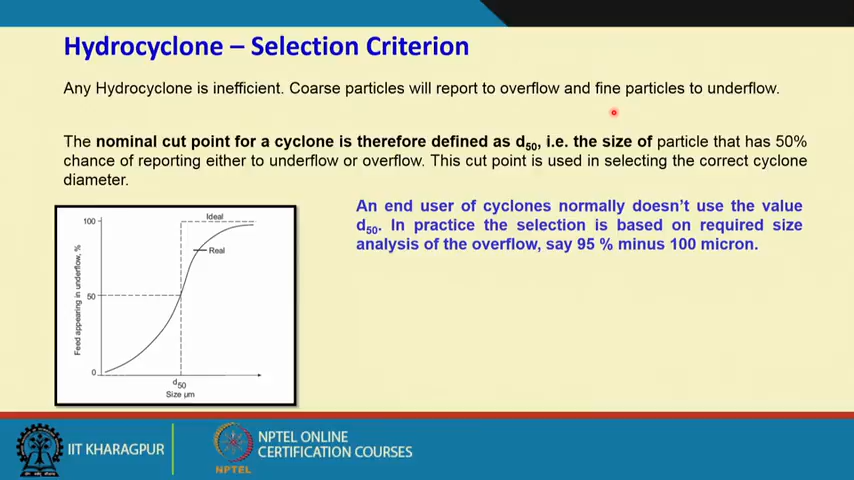 Hydrocyclone – Selection Criterion
Any Hydrocyclone is inefficient. Coarse particles will report to overflow and fine particles to underflow.
The nominal cut point for a cyclone is therefore defined as d50, i.e. the size of particle that has 50%
chance of reporting either to underflow or overflow. This cut point is used in selecting the correct cyclone
diameter.
An end user of cyclones normally doesn't use the value
d50. In practice the selection is based on required size
analysis of the overflow, say 95 % minus 100 micron.
Feed appearing in underflow, %
100
50
0
Ideal
Real
d50
Size µm
IIT KHARAGPUR
NPTEL
NPTEL ONLINE
CERTIFICATION COURSES